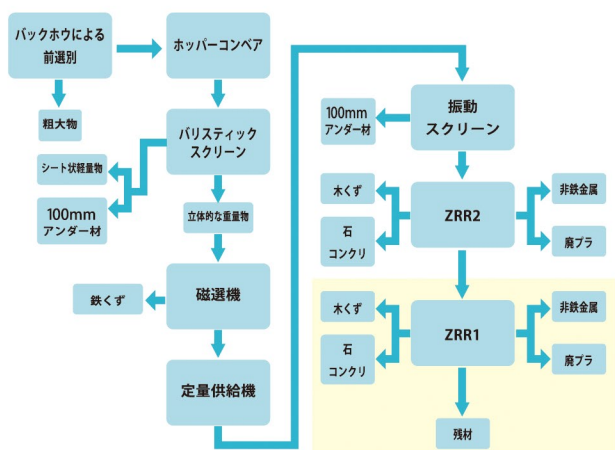 バックホウによる
前選別
粗大物
ホッパーコンベア
バリスティック
スクリーン
シート状軽量物
100mm
アンダー材
立体的な重量物
磁選機
鉄くず
定量供給機
振動
スクリーン
100mm
アンダー材
ZRR2
木くず
石
コンクリ
非鉄金属
廃プラ
ZRR1
木くず
石
コンクリ
非鉄金属
廃プラ
残材